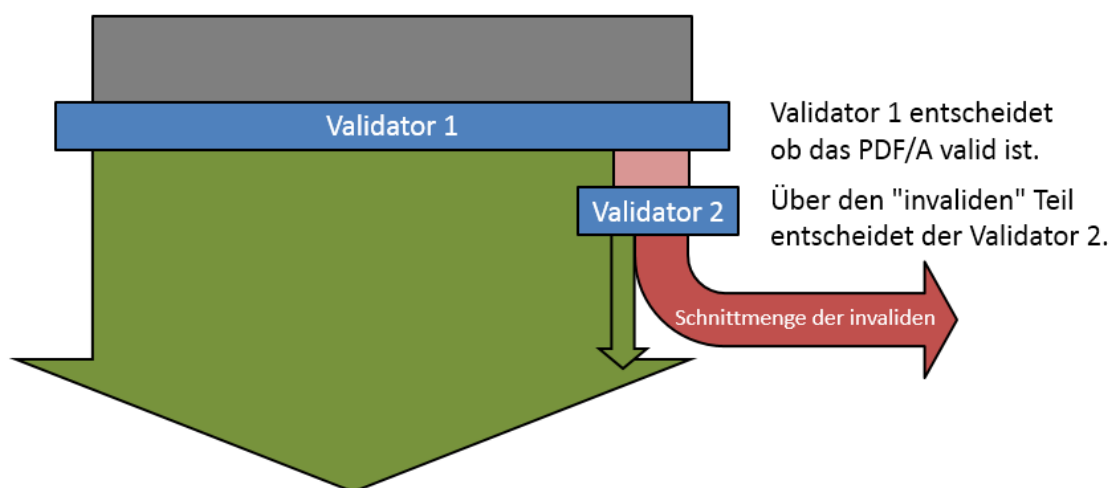 Validator 1
Validator 1 entscheidet
ob das PDF/A valid ist.
Validator 2
Über den "invaliden" Teil
entscheidet der Validator 2.
Schnittmenge der invaliden